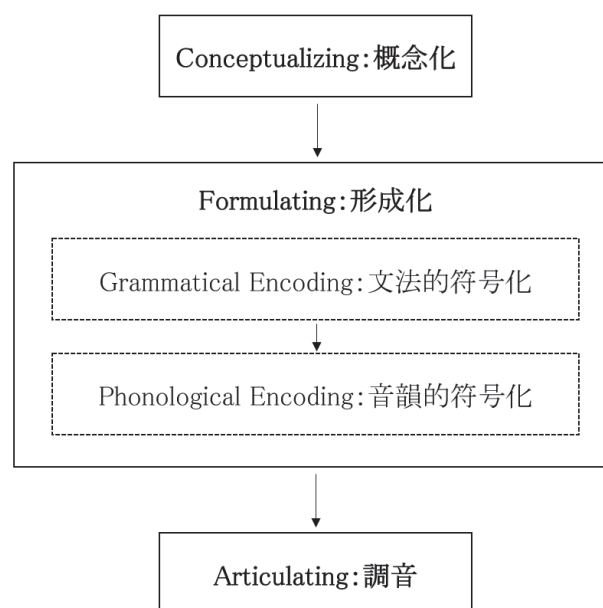 Conceptualizing:概念化
Formulating:形成化
Grammatical Encoding:文法的符号化
Phonological Encoding:音韻的符号化
Articulating:調音